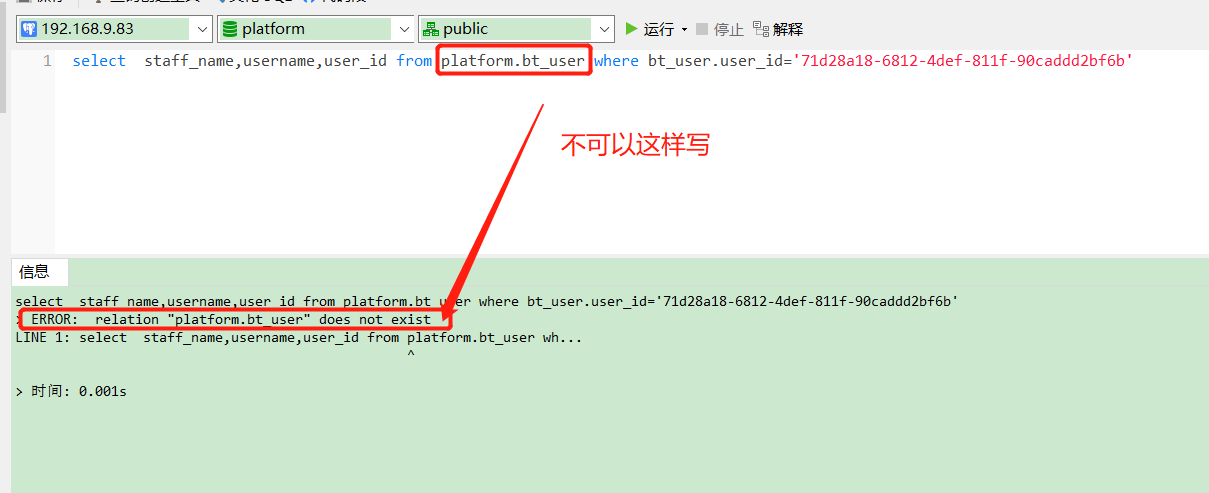 192.168.9.83 platform public 运行 停止 解释
1 select  staff_name,username,user_id from platform.bt_user where bt_user.user_id='71d28a18-6812-4def-811f-90caddd2bf6b'
不可以这样写
信息
select  staff_name,username,user_id from platform.bt_user where bt_user.user_id='71d28a18-6812-4def-811f-90caddd2bf6b'
> ERROR:  relation "platform.bt_user" does not exist
LINE 1: select  staff_name,username,user_id from platform.bt_user wh...
^
> 时间: 0.001s